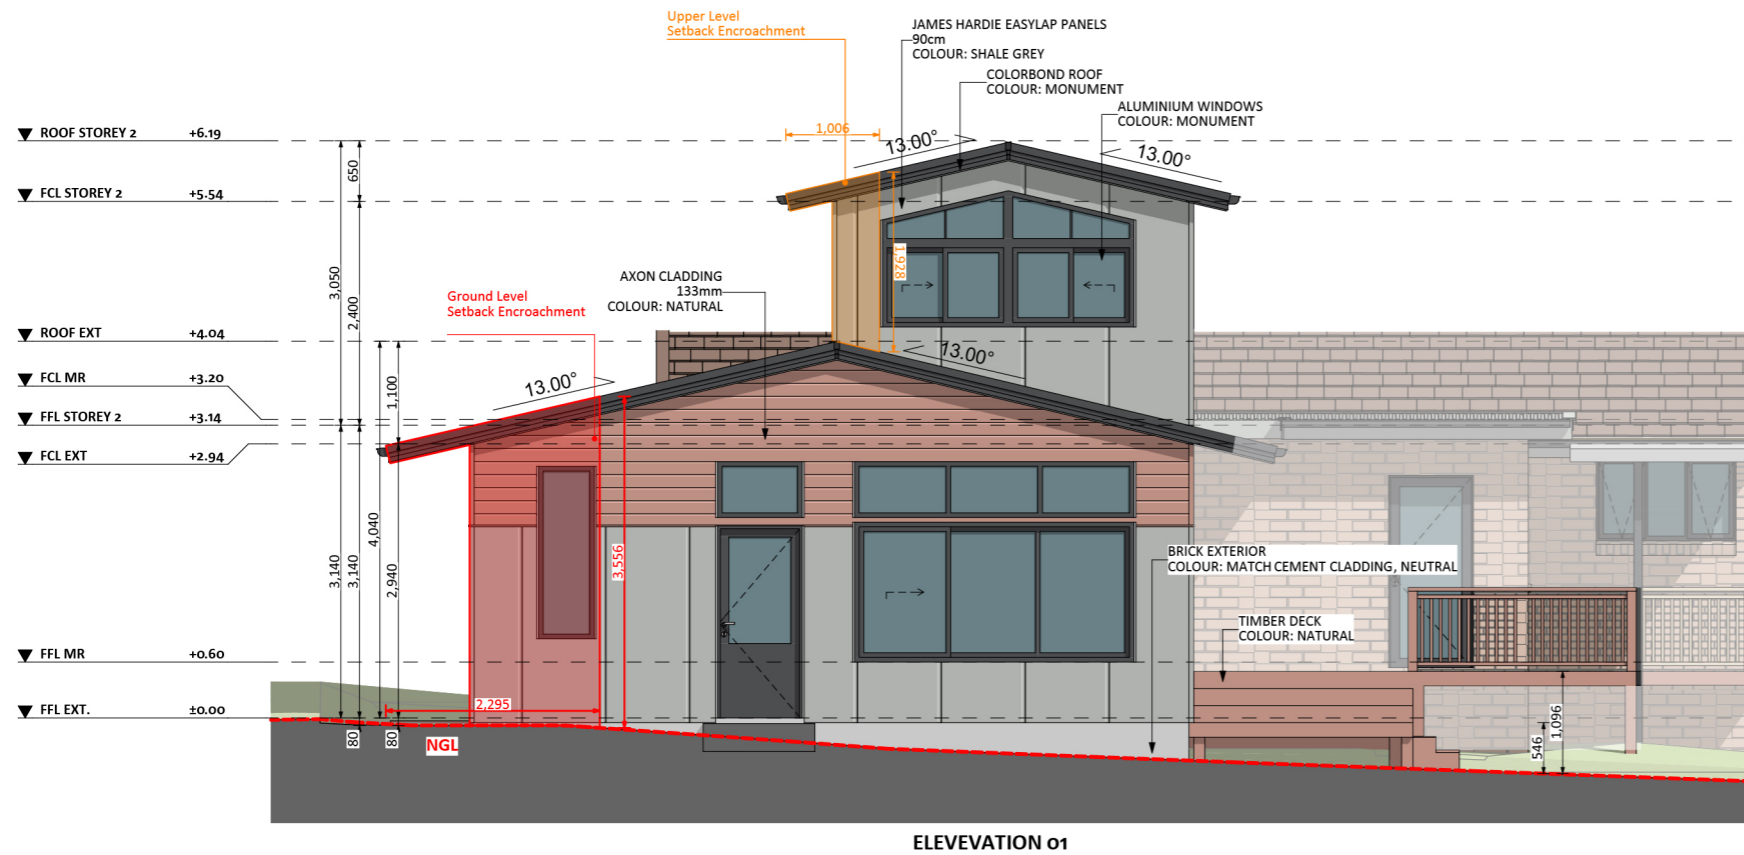 Upper Level
Setback Encroachment
JAMES HARDIE EASYLAP PANELS
90cm
COLOUR: SHALE GREY
COLORBOND ROOF
COLOUR: MONUMENT
ALUMINIUM WINDOWS
COLOUR: MONUMENT
ROOF STOREY 2 +6.19
1,006
13.00°
13.00°
650
FCL STOREY 2 +5.54
1,928
3,050
2,400
AXON CLADDING
133mm
COLOUR: NATURAL
Ground Level
Setback Encroachment
ROOF EXT +4.04
13.00°
FCL MR +3.20
13.00°
1,100
FFL STOREY 2 +3.14
FCL EXT +2.94
4,040
3,140
3,140
2,940
3,556
BRICK EXTERIOR
COLOUR: MATCH CEMENT CLADDING, NEUTRAL
TIMBER DECK
COLOUR: NATURAL
FFL MR +0.60
FFL EXT. ±0.00
2,295
80
80
NGL
546
1,096
ELEVEVATION 01